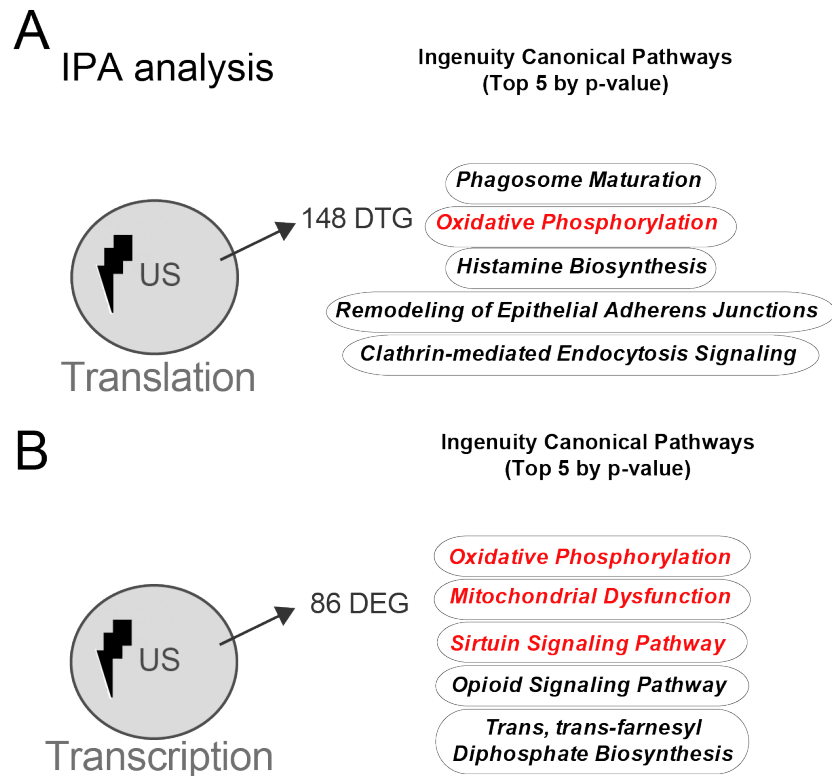 A
IPA analysis
Ingenuity Canonical Pathways
(Top 5 by p-value)
Phagosome Maturation
148 DTG
Oxidative Phosphorylation
Histamine Biosynthesis
US
Remodeling of Epithelial Adherens Junctions
Clathrin-mediated Endocytosis Signaling
Translation
B
Ingenuity Canonical Pathways
(Top 5 by p-value)
Oxidative Phosphorylation
86 DEG
Mitochondrial Dysfunction
Sirtuin Signaling Pathway
US
Opioid Signaling Pathway
Trans, trans-farnesyl
Diphosphate Biosynthesis
Transcription